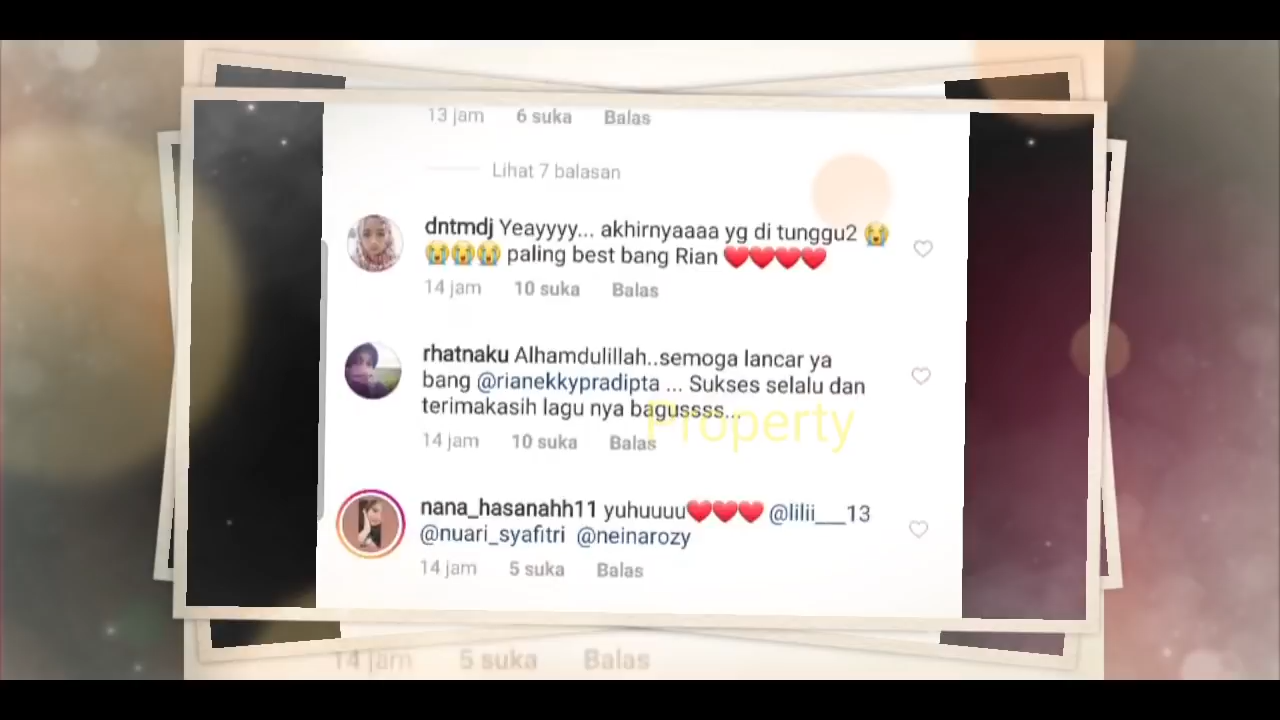 13 jam 6 suka Balas
Lihat 7 balasan
dntmdj Yeayyyy... akhirnyaaaa yg di tunggu2 😭
😭😭😭 paling best bang Rian ❤️❤️❤️❤️
14 jam 10 suka Balas
rhatnaku Alhamdulillah..semoga lancar ya
bang @rianekkypradipta ... Sukses selalu dan
terimakasih lagu nya bagussss...
Property
14 jam 10 suka Balas
nana_hasanahh11 yuhuuuu❤️❤️❤️ @lilii___13
@nuari_syafitri @neinarozy
14 jam 5 suka Balas
14 jam 5 suka Balas